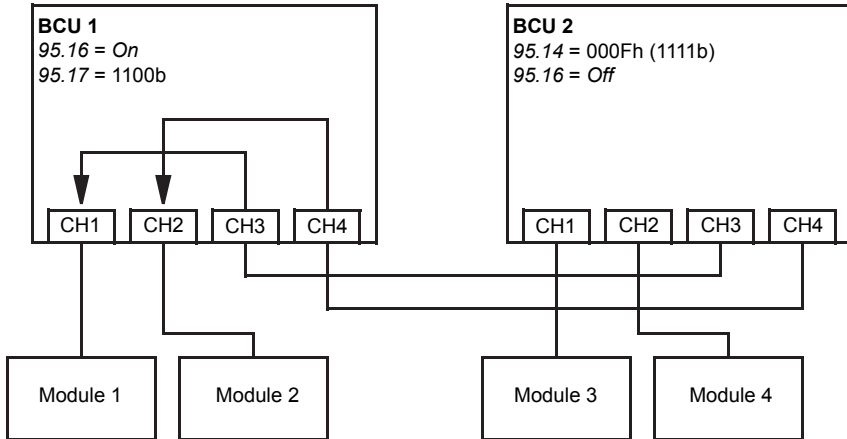 BCU 1
95.16 = On
95.17 = 1100b
BCU 2
95.14 = 000Fh (1111b)
95.16 = Off
CH1
CH2
CH3
CH4
CH1
CH2
CH3
CH4
Module 1
Module 2
Module 3
Module 4